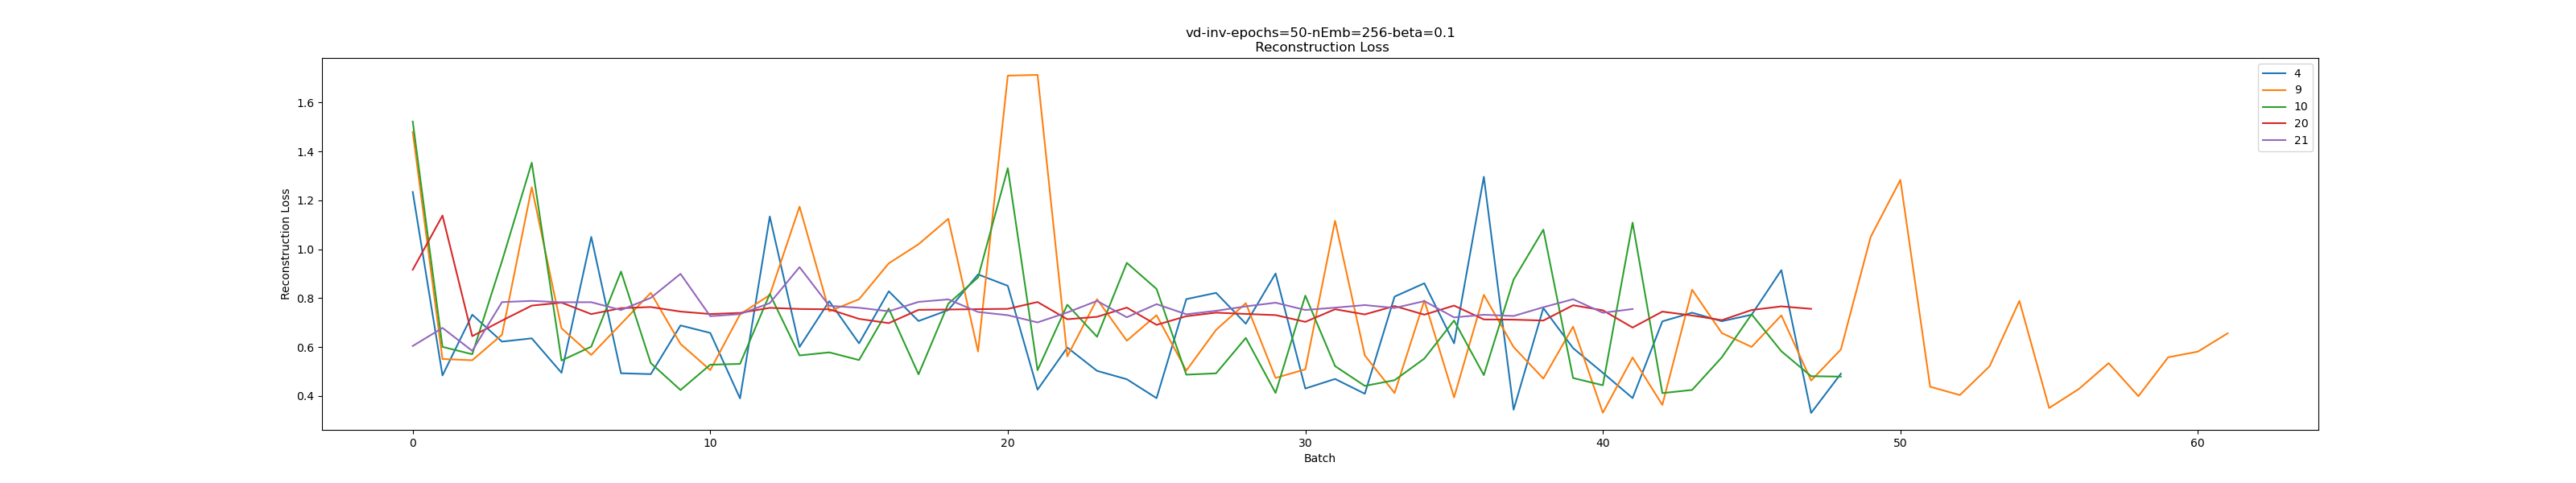 vd-inv-epochs=50-nEmb=256-beta=0.1
Reconstruction Loss
4
9
10
20
21
Reconstruction Loss
1.6
1.4
1.2
1.0
0.8
0.6
0.4
0 10 20 30 40 50 60
Batch